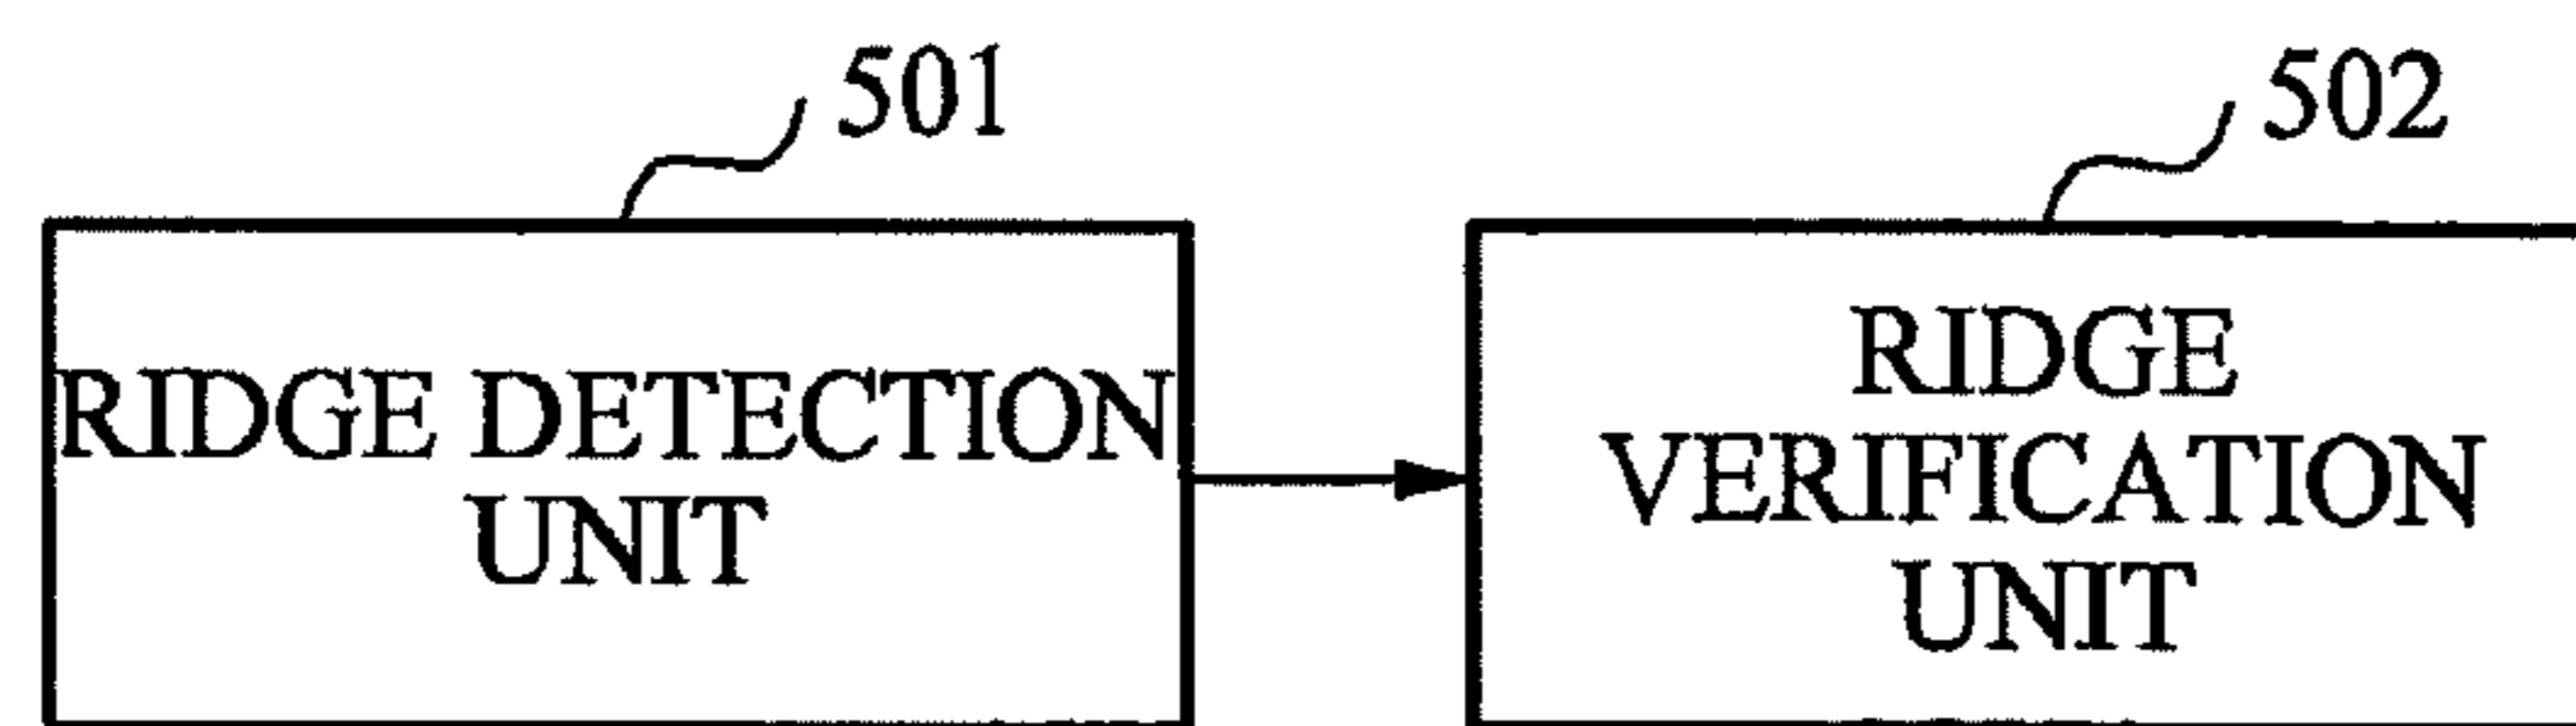 501
502
RIDGE DETECTION
UNIT
RIDGE
VERIFICATION
UNIT